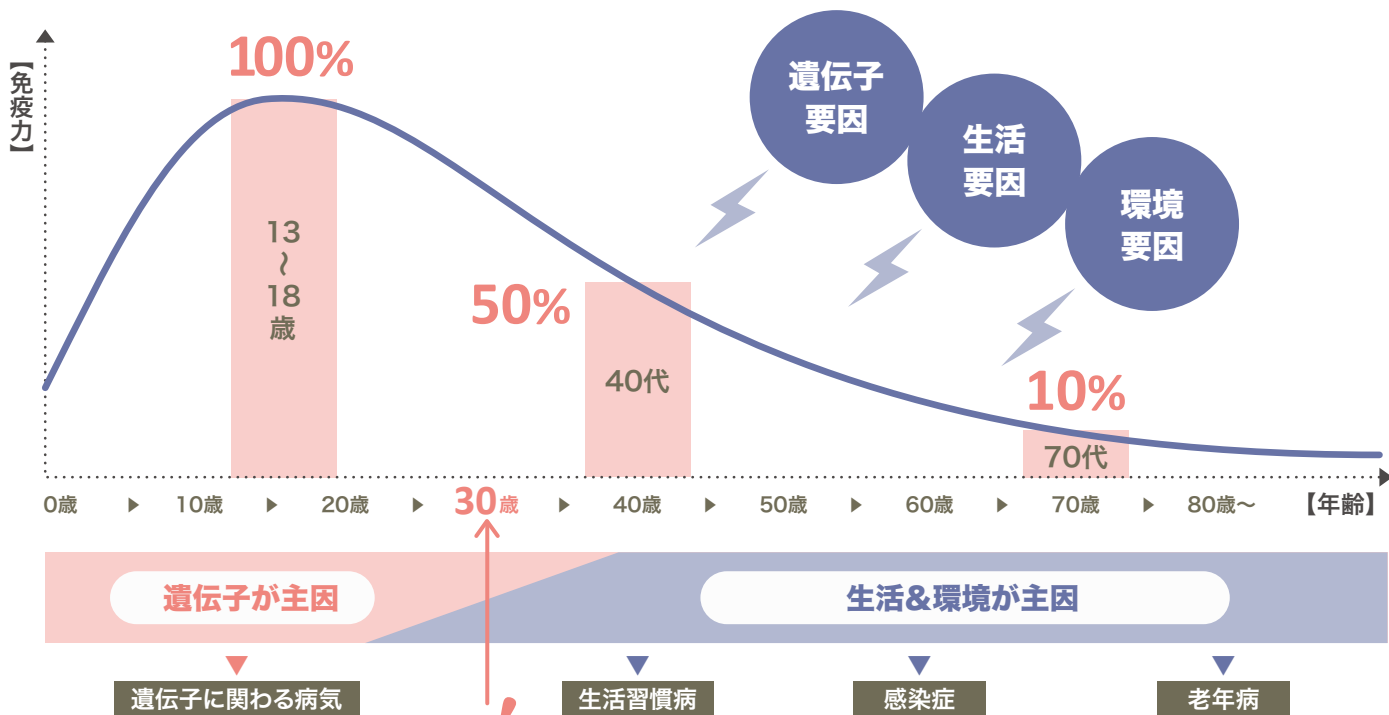 【免疫力】
100%
遺伝子
要因
生活
要因
環境
要因
13
〜
18
歳
50%
40代
10%
70代
0歳
10歳
20歳
30歳
40歳
50歳
60歳
70歳
80歳〜
【年齢】
遺伝子が主因
生活&環境が主因
遺伝子に関わる病気
生活習慣病
感染症
老年病